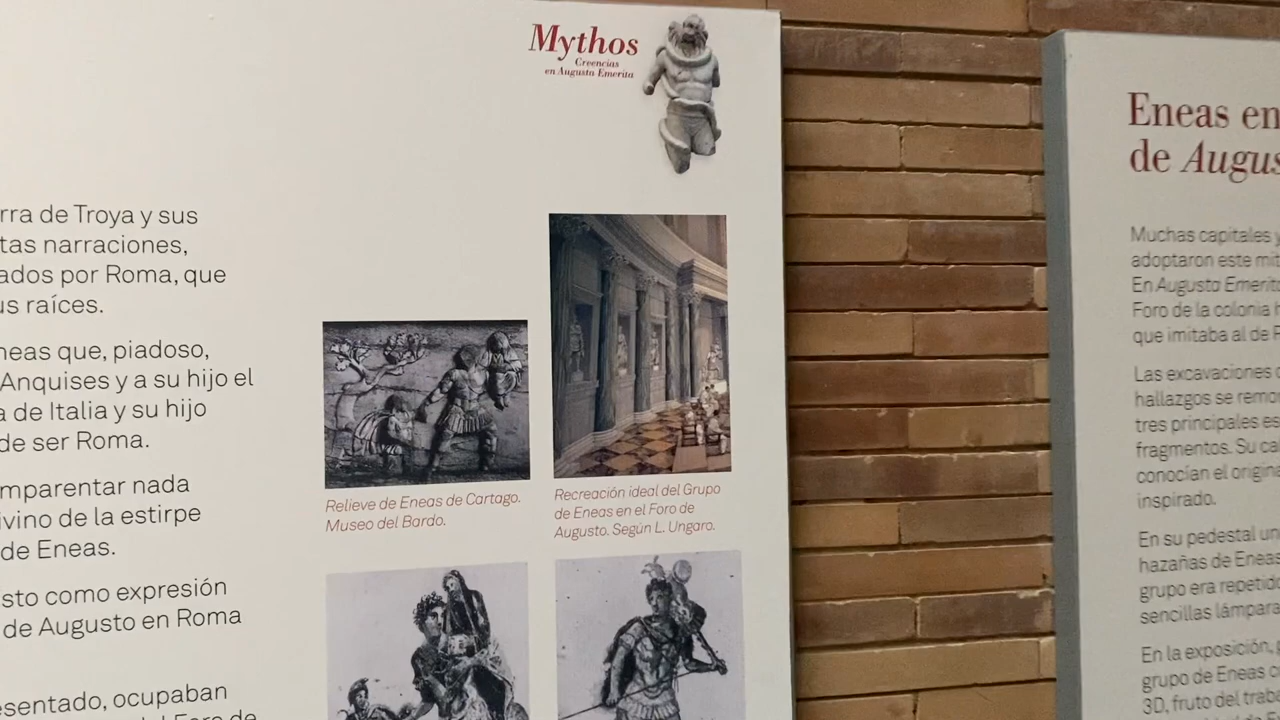 Mythos
Creencias
en Augusta Emerita
rra de Troya y sus
tas narraciones,
ados por Roma, que
us raíces.
neas que, piadoso,
Anquises y a su hijo el
a de Italia y su hijo
de ser Roma.
mparentar nada
ivino de la estirpe
de Eneas.
sto como expresión
de Augusto en Roma
esentado, ocupaban
del Foro de
Relieve de Eneas de Cartago.
Museo del Bardo.
Recreación ideal del Grupo
de Eneas en el Foro de
Augusto. Según L. Ungaro.
Eneas en
de Augus
Muchas capitales y
adoptaron este mit
En Augusta Emerita
Foro de la colonia
que imitaba al de
Las excavaciones
hallazgos se remo
tres principales es
fragmentos. Su ca
conocían el origina
inspirado.
En su pedestal un
hazañas de Eneas
grupo era repetid
sencillas lámpara
En la exposición,
grupo de Eneas
3D, fruto del trab